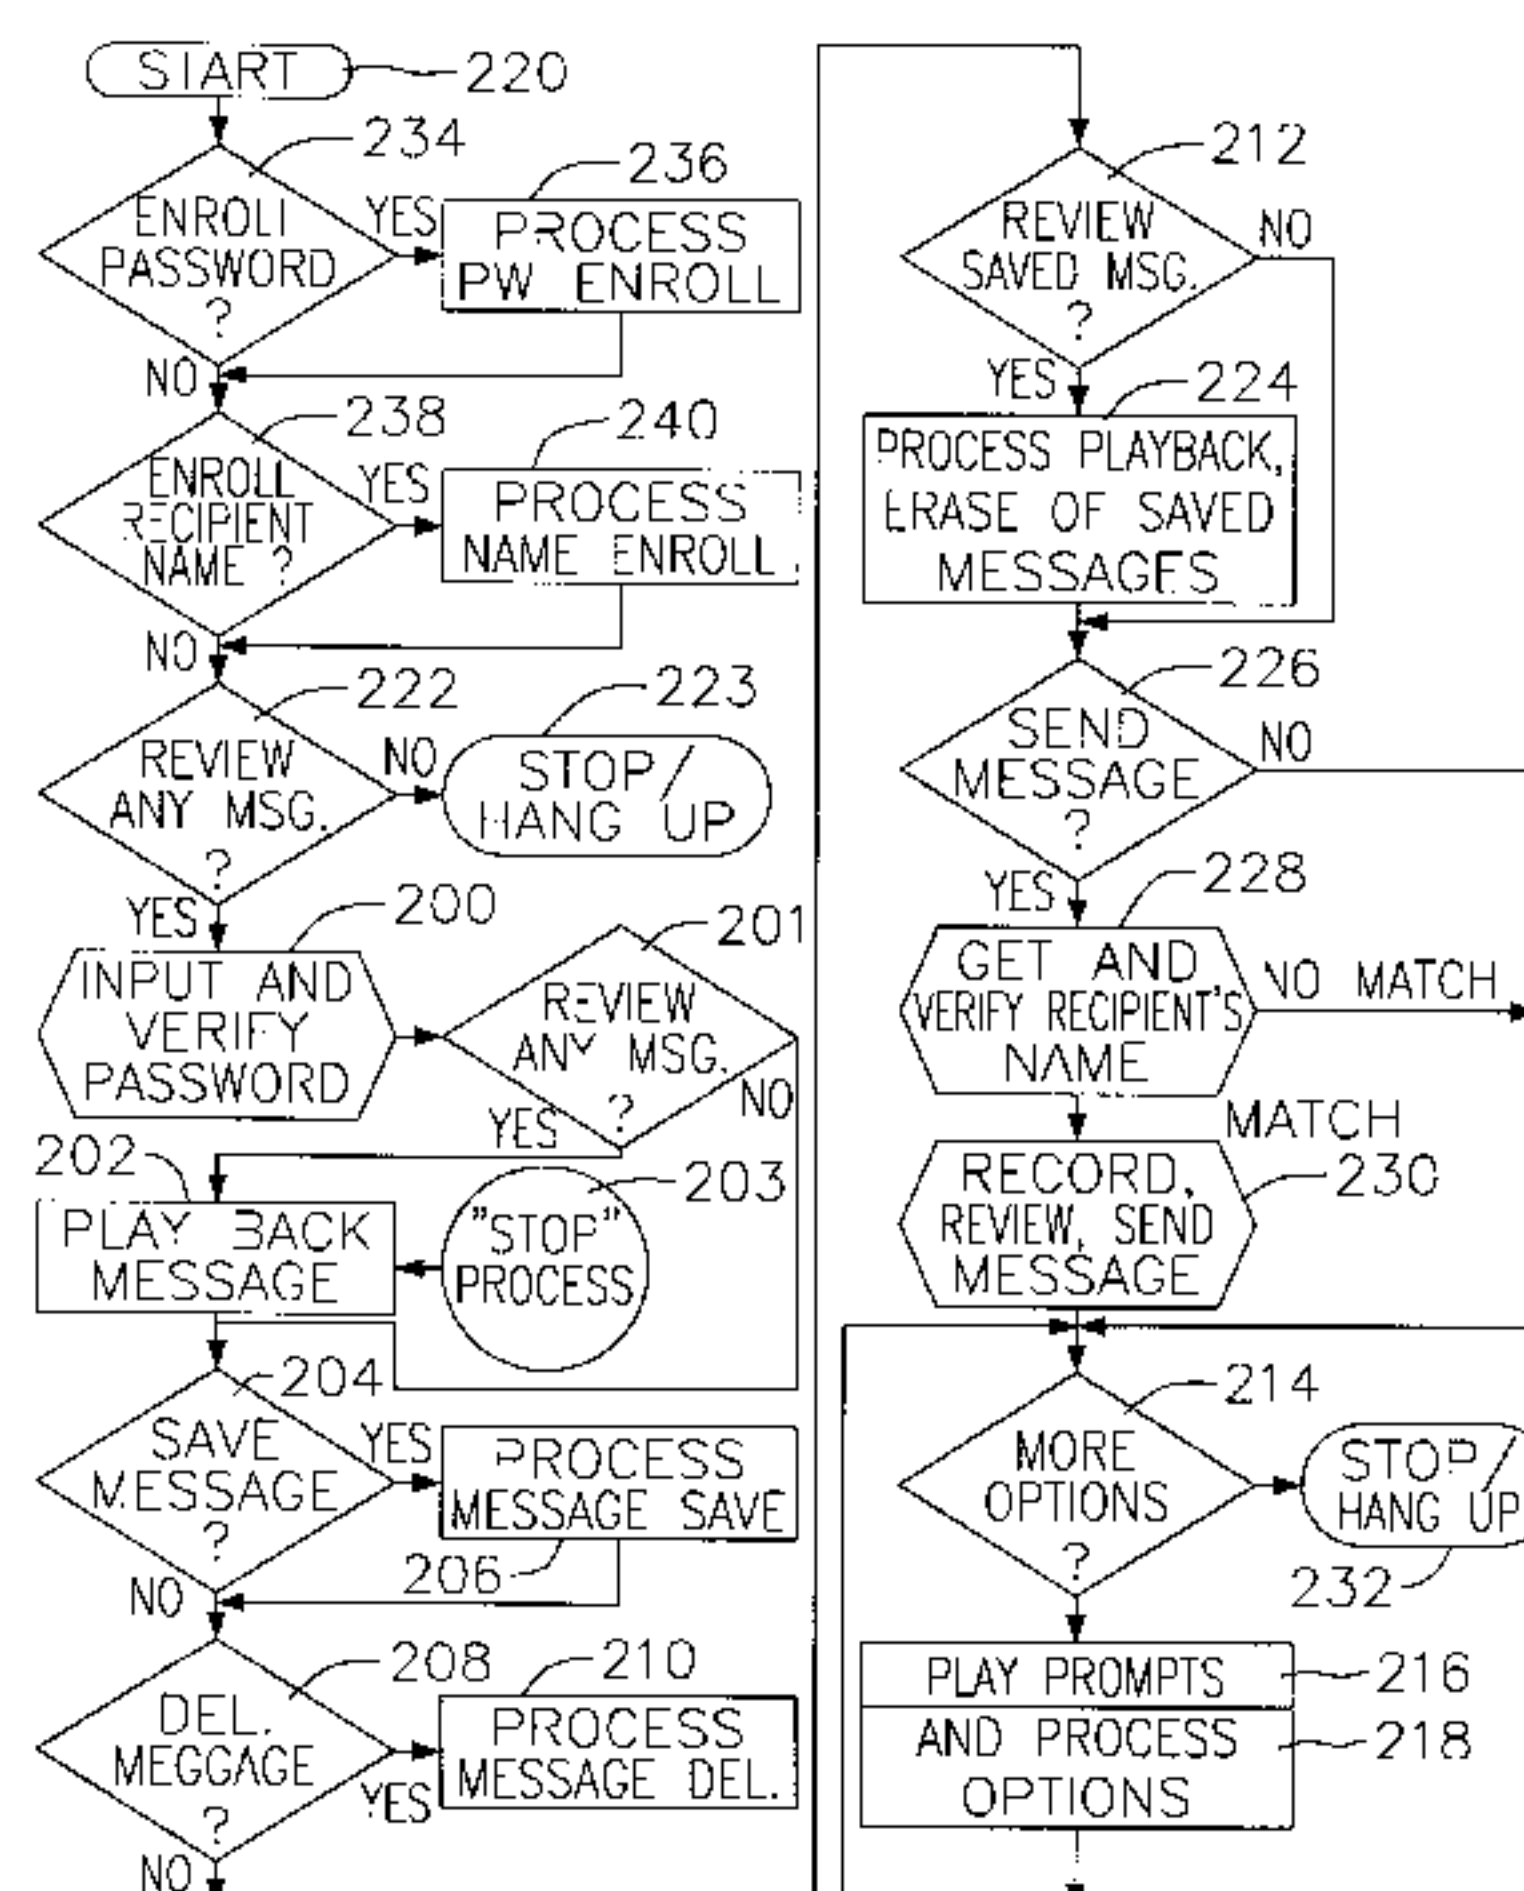 START
220
234
ENROLL
PASSWORD
?
YES
236
PROCESS
PW ENROLL
NO
238
ENROLL
RECIPIENT
NAME ?
YES
240
PROCESS
NAME ENROLL
NO
222
REVIEW
ANY MSG.
?
NO
223
STOP/
HANG UP
YES
200
INPUT AND
VERIFY
PASSWORD
201
REVIEW
ANY MSG.
?
NO
YES
202
PLAY BACK
MESSAGE
203
"STOP"
PROCESS
204
SAVE
MESSAGE
?
YES
PROCESS
MESSAGE SAVE
206
NO
208
DEL.
MEGGAGE
?
YES
210
PROCESS
MESSAGE DEL.
NO
212
REVIEW
SAVED MSG.
?
NO
YES
224
PROCESS PLAYBACK,
ERASE OF SAVED
MESSAGES
226
SEND
MESSAGE
?
NO
YES
228
GET AND
VERIFY RECIPIENT'S
NAME
NO MATCH
MATCH
230
RECORD,
REVIEW, SEND
MESSAGE
214
MORE
OPTIONS
?
STOP/
HANG UP
232
PLAY PROMPTS
216
AND PROCESS
OPTIONS
218